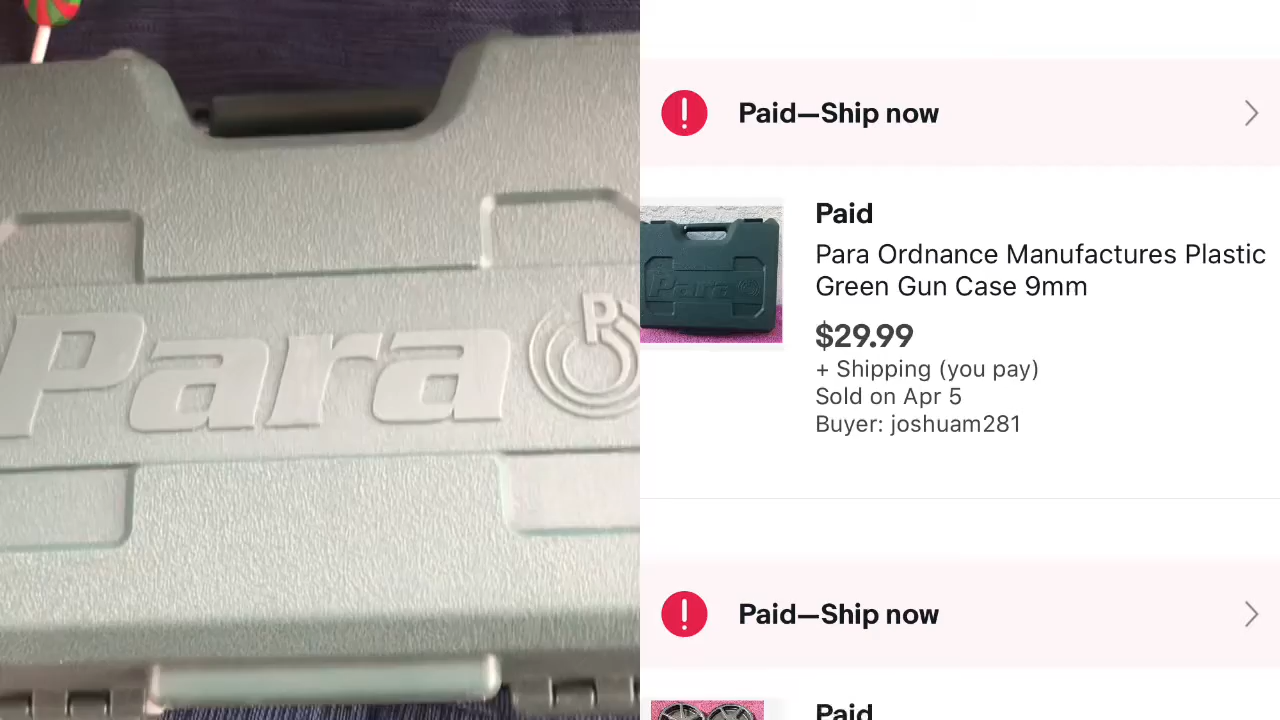 Para
P
Paid—Ship now
Paid
Para Ordnance Manufactures Plastic
Green Gun Case 9mm
$29.99
+ Shipping (you pay)
Sold on Apr 5
Buyer: joshuam281
Para
Paid—Ship now
Paid